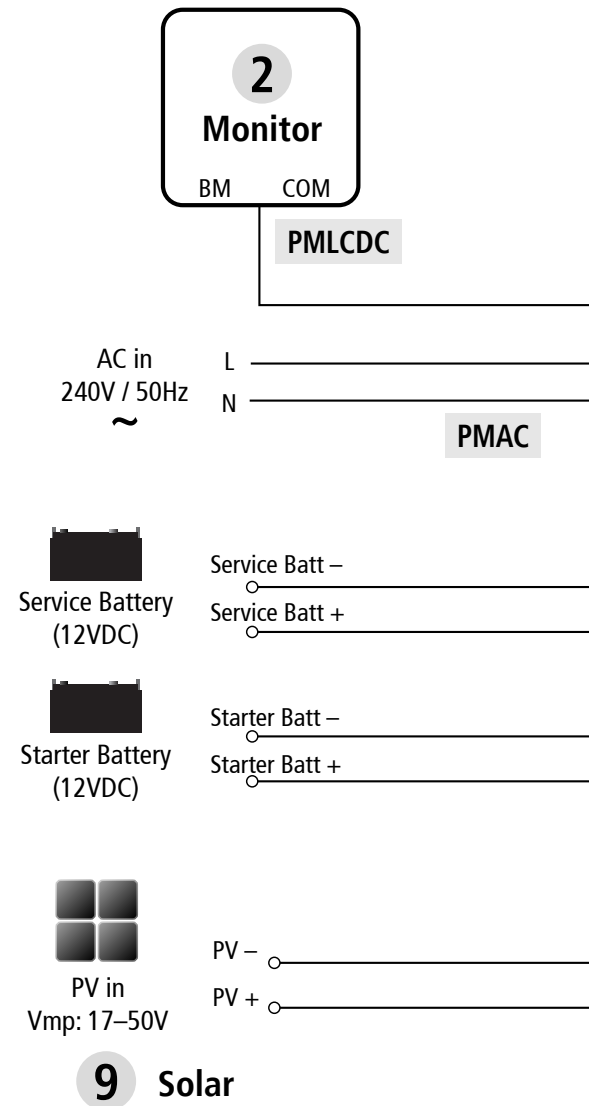 2
Monitor
BM COM
PMLCDC
AC in
240V / 50Hz
~
L
N
PMAC
Service Battery
(12VDC)
Service Batt –
Service Batt +
Starter Battery
(12VDC)
Starter Batt –
Starter Batt +
PV in
Vmp: 17–50V
PV –
PV +
9 Solar